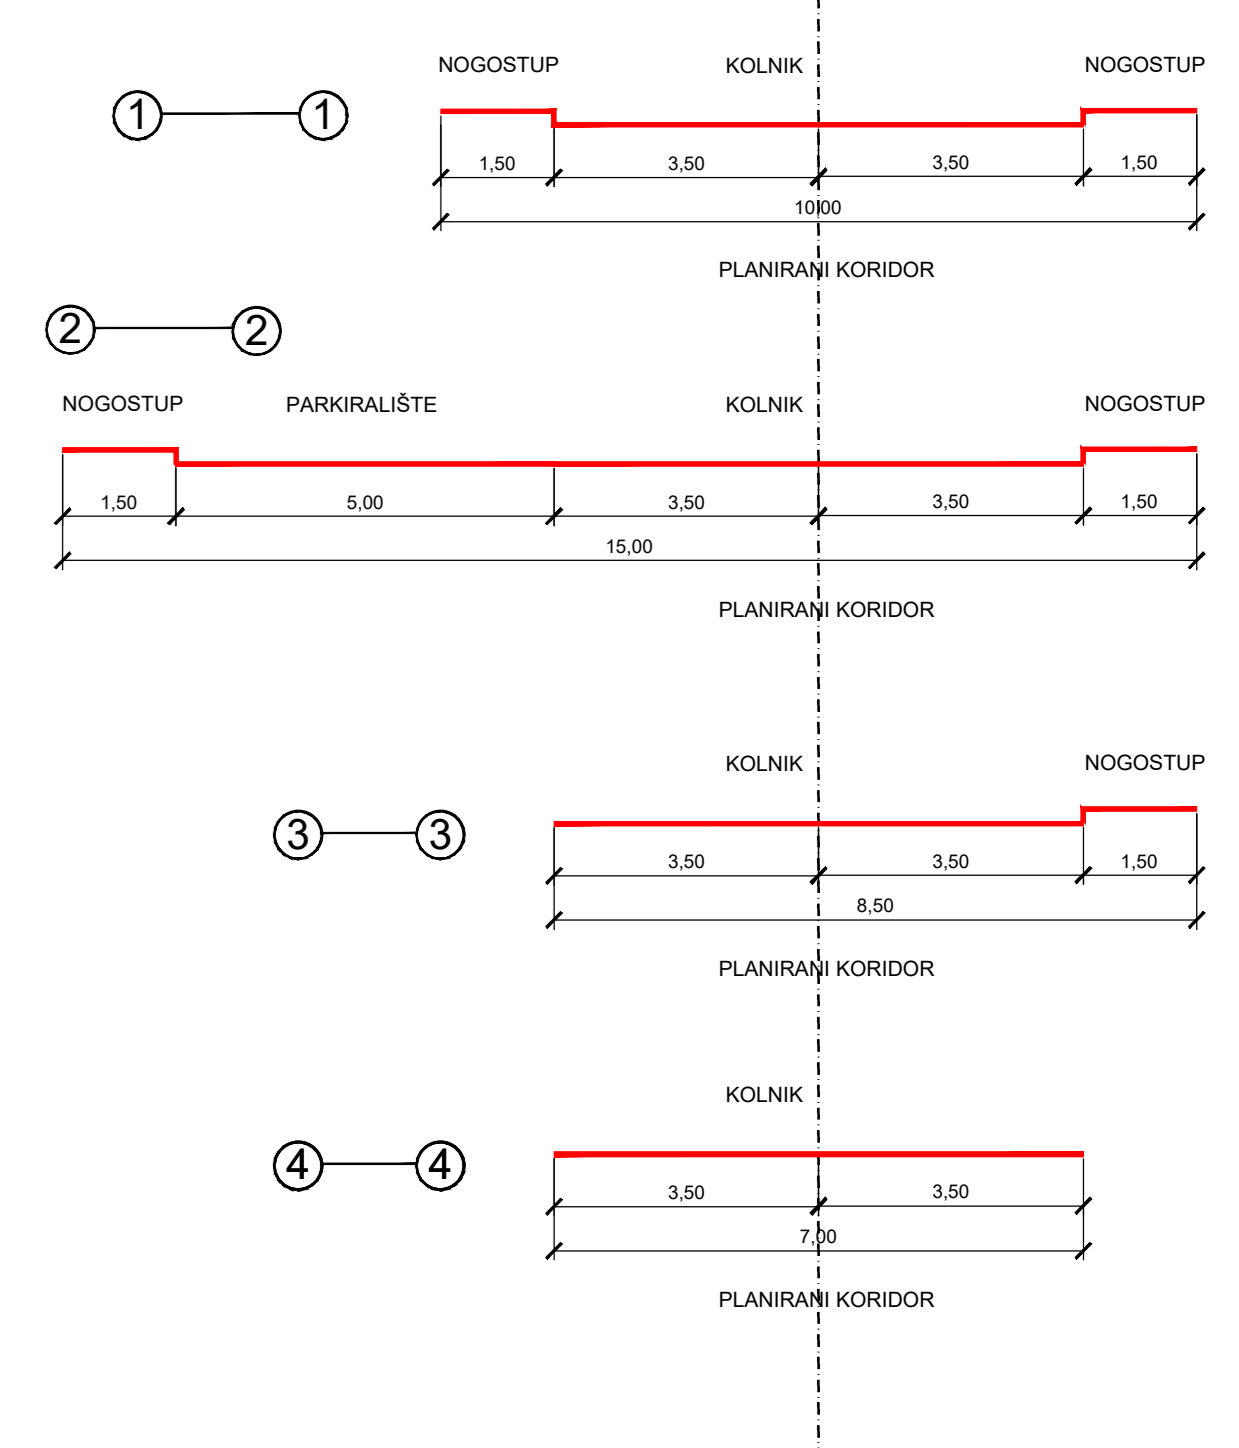 NOGOSTUP KOLNIK NOGOSTUP
1 1
1,50 3,50 3,50 1,50
10,00
PLANIRANI KORIDOR
2 2
NOGOSTUP PARKIRALIŠTE KOLNIK NOGOSTUP
1,50 5,00 3,50 3,50 1,50
15,00
PLANIRANI KORIDOR
KOLNIK NOGOSTUP
3 3
3,50 3,50 1,50
8,50
PLANIRANI KORIDOR
KOLNIK
4 4
3,50 3,50
7,00
PLANIRANI KORIDOR